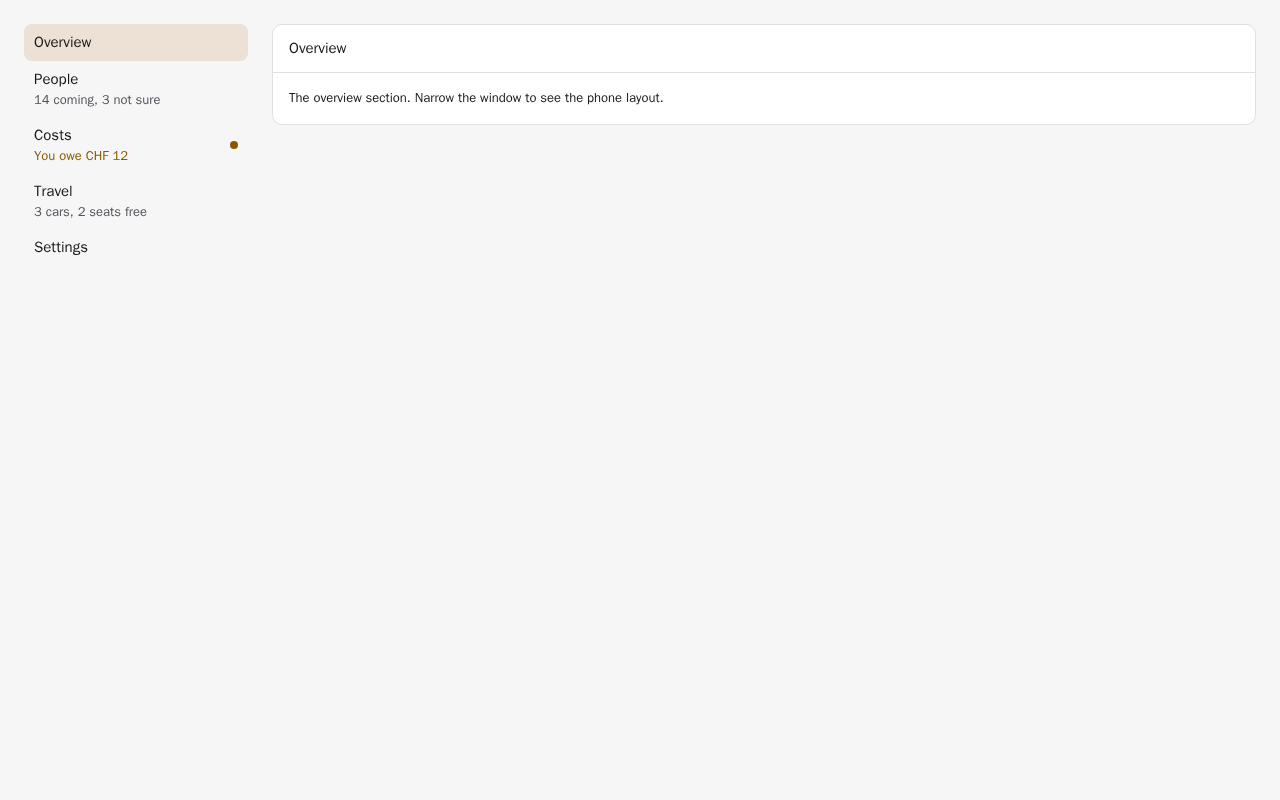 Overview
People
14 coming, 3 not sure
Costs
You owe CHF 12
Travel
3 cars, 2 seats free
Settings
Overview
The overview section. Narrow the window to see the phone layout.